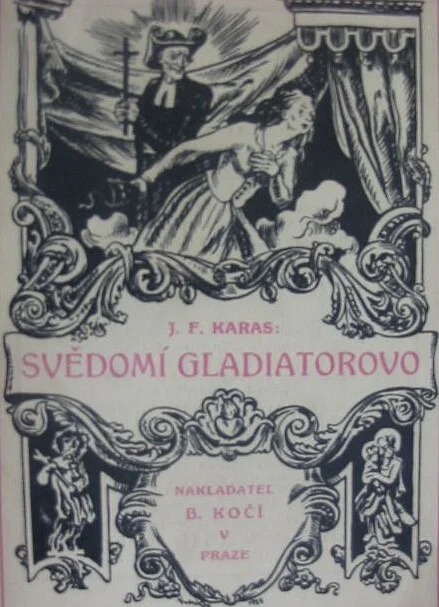 J. F. KARAS:
SVĚDOMÍ GLADIATOROVO
NAKLADATEL
B. KOČÍ
V
PRAZE